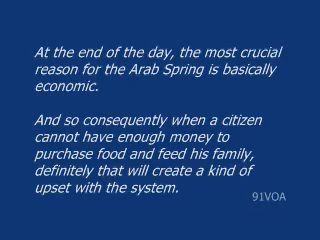 At the end of the day, the most crucial
reason for the Arab Spring is basically
economic.
And so consequently when a citizen
cannot have enough money to
purchase food and feed his family,
definitely that will create a kind of
upset with the system.
91VOA